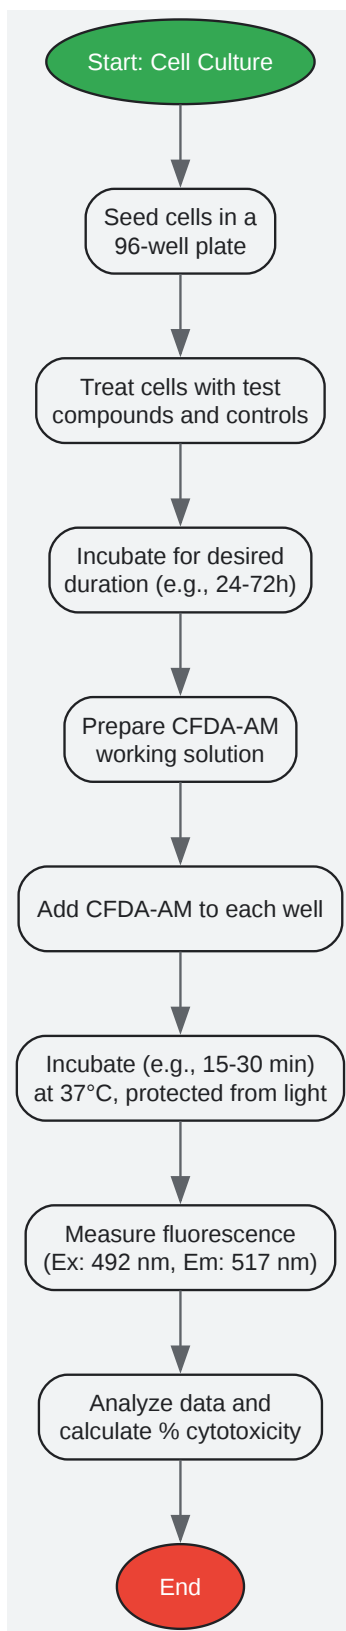 Start: Cell Culture
Seed cells in a
96-well plate
Treat cells with test
compounds and controls
Incubate for desired
duration (e.g., 24-72h)
Prepare CFDA-AM
working solution
Add CFDA-AM to each well
Incubate (e.g., 15-30 min)
at 37°C, protected from light
Measure fluorescence
(Ex: 492 nm, Em: 517 nm)
Analyze data and
calculate % cytotoxicity
End